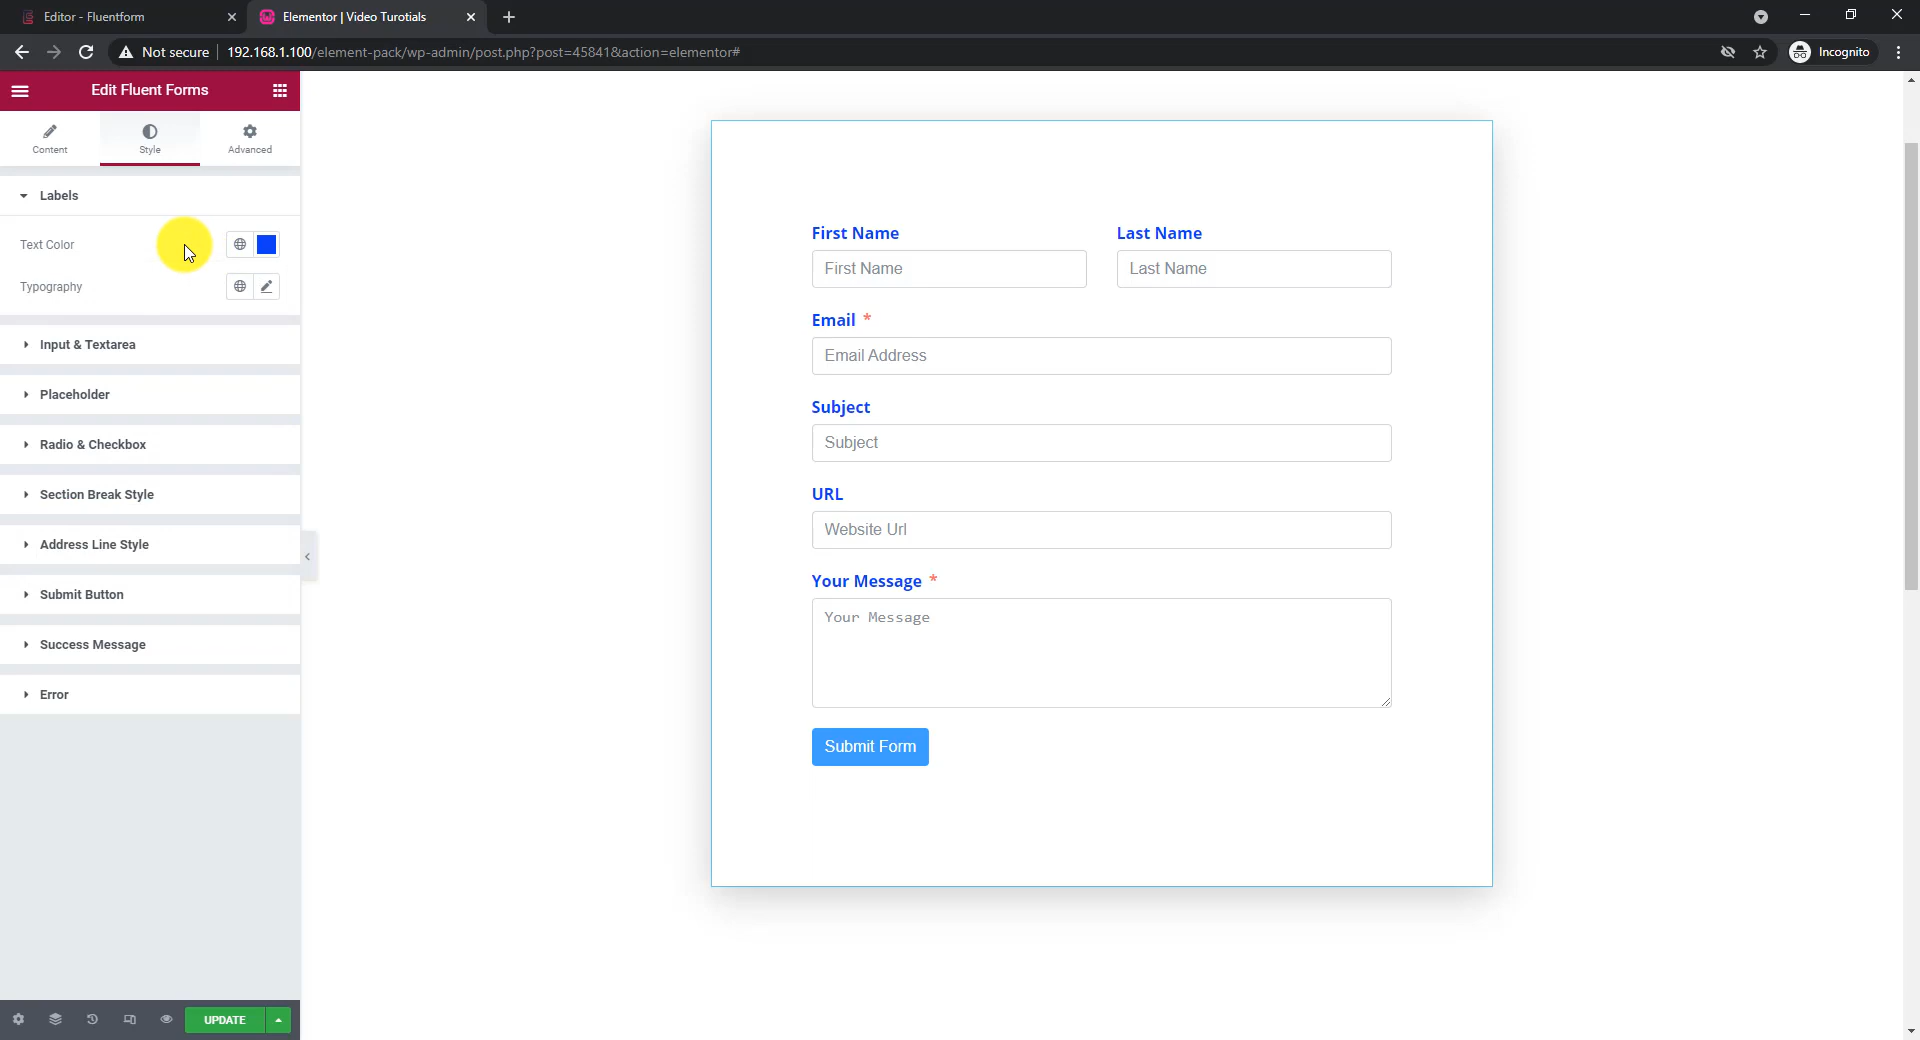 Editor - Fluentform
Elementor | Video Turotials
Not secure
192.168.1.100/element-pack/wp-admin/post.php?post=45841&action=elementor#
Incognito
Edit Fluent Forms
Content
Style
Advanced
Labels
Text Color
Typography
Input & Textarea
Placeholder
Radio & Checkbox
Section Break Style
Address Line Style
Submit Button
Success Message
Error
UPDATE
First Name
Last Name
First Name
Last Name
Email *
Email Address
Subject
Subject
URL
Website Url
Your Message *
Your Message
Submit Form